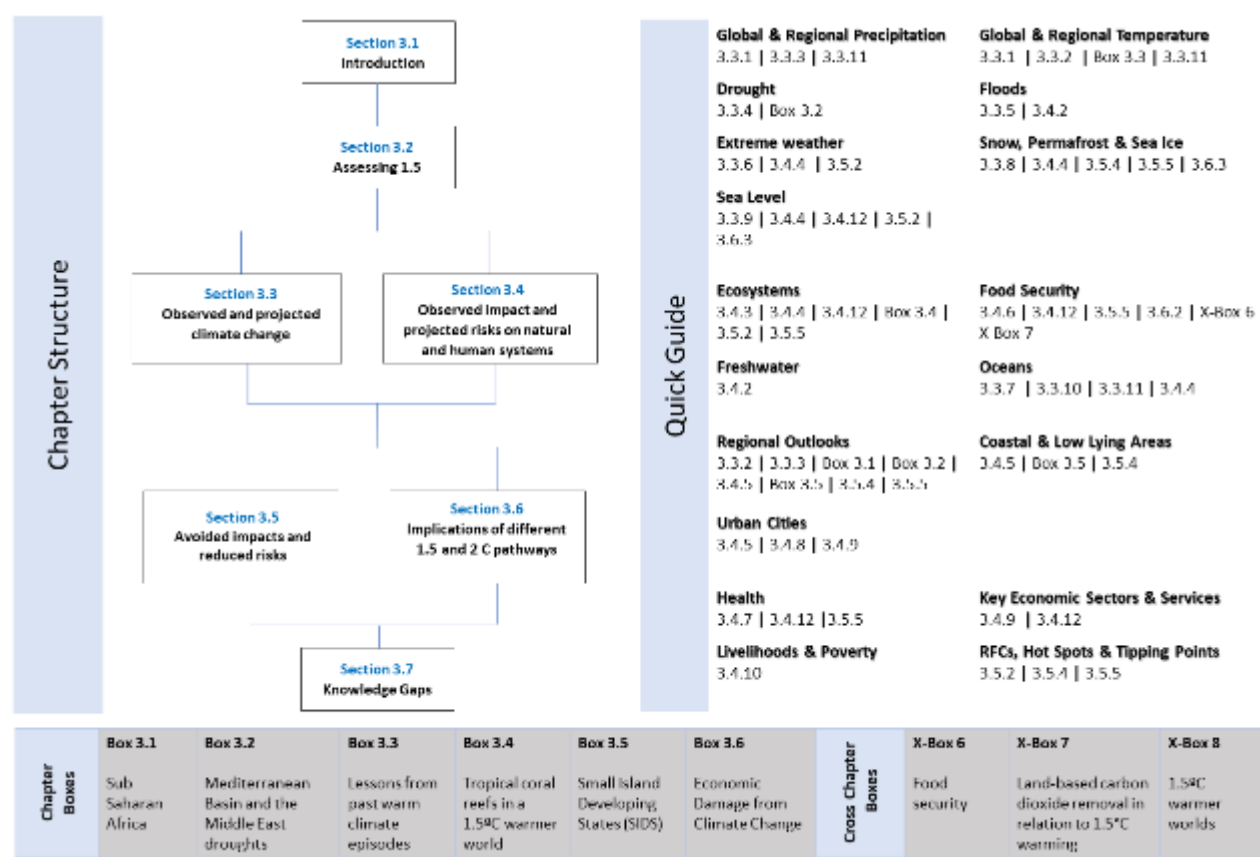 Chapter Structure
Section 3.1
Introduction
Section 3.2
Assessing 1.5
Section 3.3
Observed and projected
climate change
Section 3.4
Observed impact and
projected risks on natural
and human systems
Section 3.5
Avoided impacts and
reduced risks
Section 3.6
Implications of different
1.5 and 2 C pathways
Section 3.7
Knowledge Gaps
Quick Guide
Global & Regional Precipitation
3.3.1 | 3.3.3 | 3.3.11
Global & Regional Temperature
3.3.1 | 3.3.2 | Box 3.3 | 3.3.11
Drought
3.3.4 | Box 3.2
Floods
3.3.5 | 3.4.2
Extreme weather
3.3.6 | 3.4.4 | 3.5.2
Snow, Permafrost & Sea Ice
3.3.8 | 3.4.4 | 3.5.4 | 3.5.5 | 3.6.3
Sea Level
3.3.9 | 3.4.4 | 3.4.12 | 3.5.2 |
3.6.3
Ecosystems
3.4.3 | 3.4.4 | 3.4.12 | Box 3.4 |
3.5.2 | 3.5.5
Food Security
3.4.6 | 3.4.12 | 3.5.5 | 3.6.2 | X-Box 6
X Box 7
Freshwater
3.4.2
Oceans
3.3.7 | 3.3.10 | 3.3.11 | 3.4.4
Regional Outlooks
3.3.2 | 3.3.3 | Box 3.1 | Box 3.2 |
3.4.5 | Box 3.5 | 3.5.4 | 3.5.5
Coastal & Low Lying Areas
3.4.5 | Box 3.5 | 3.5.4
Urban Cities
3.4.5 | 3.4.8 | 3.4.9
Health
3.4.7 | 3.4.12 |3.5.5
Key Economic Sectors & Services
3.4.9 | 3.4.12
Livelihoods & Poverty
3.4.10
RFCs, Hot Spots & Tipping Points
3.5.2 | 3.5.4 | 3.5.5
Chapter
Boxes
Box 3.1
Sub
Saharan
Africa
Box 3.2
Mediterranean
Basin and the
Middle East
droughts
Box 3.3
Lessons from
past warm
climate
episodes
Box 3.4
Tropical coral
reefs in a
1.5ºC warmer
world
Box 3.5
Small Island
Developing
States (SIDS)
Box 3.6
Economic
Damage from
Climate Change
Cross Chapter
Boxes
X-Box 6
Food
security
X-Box 7
Land-based carbon
dioxide removal in
relation to 1.5°C
warming
X-Box 8
1.5ºC
warmer
worlds